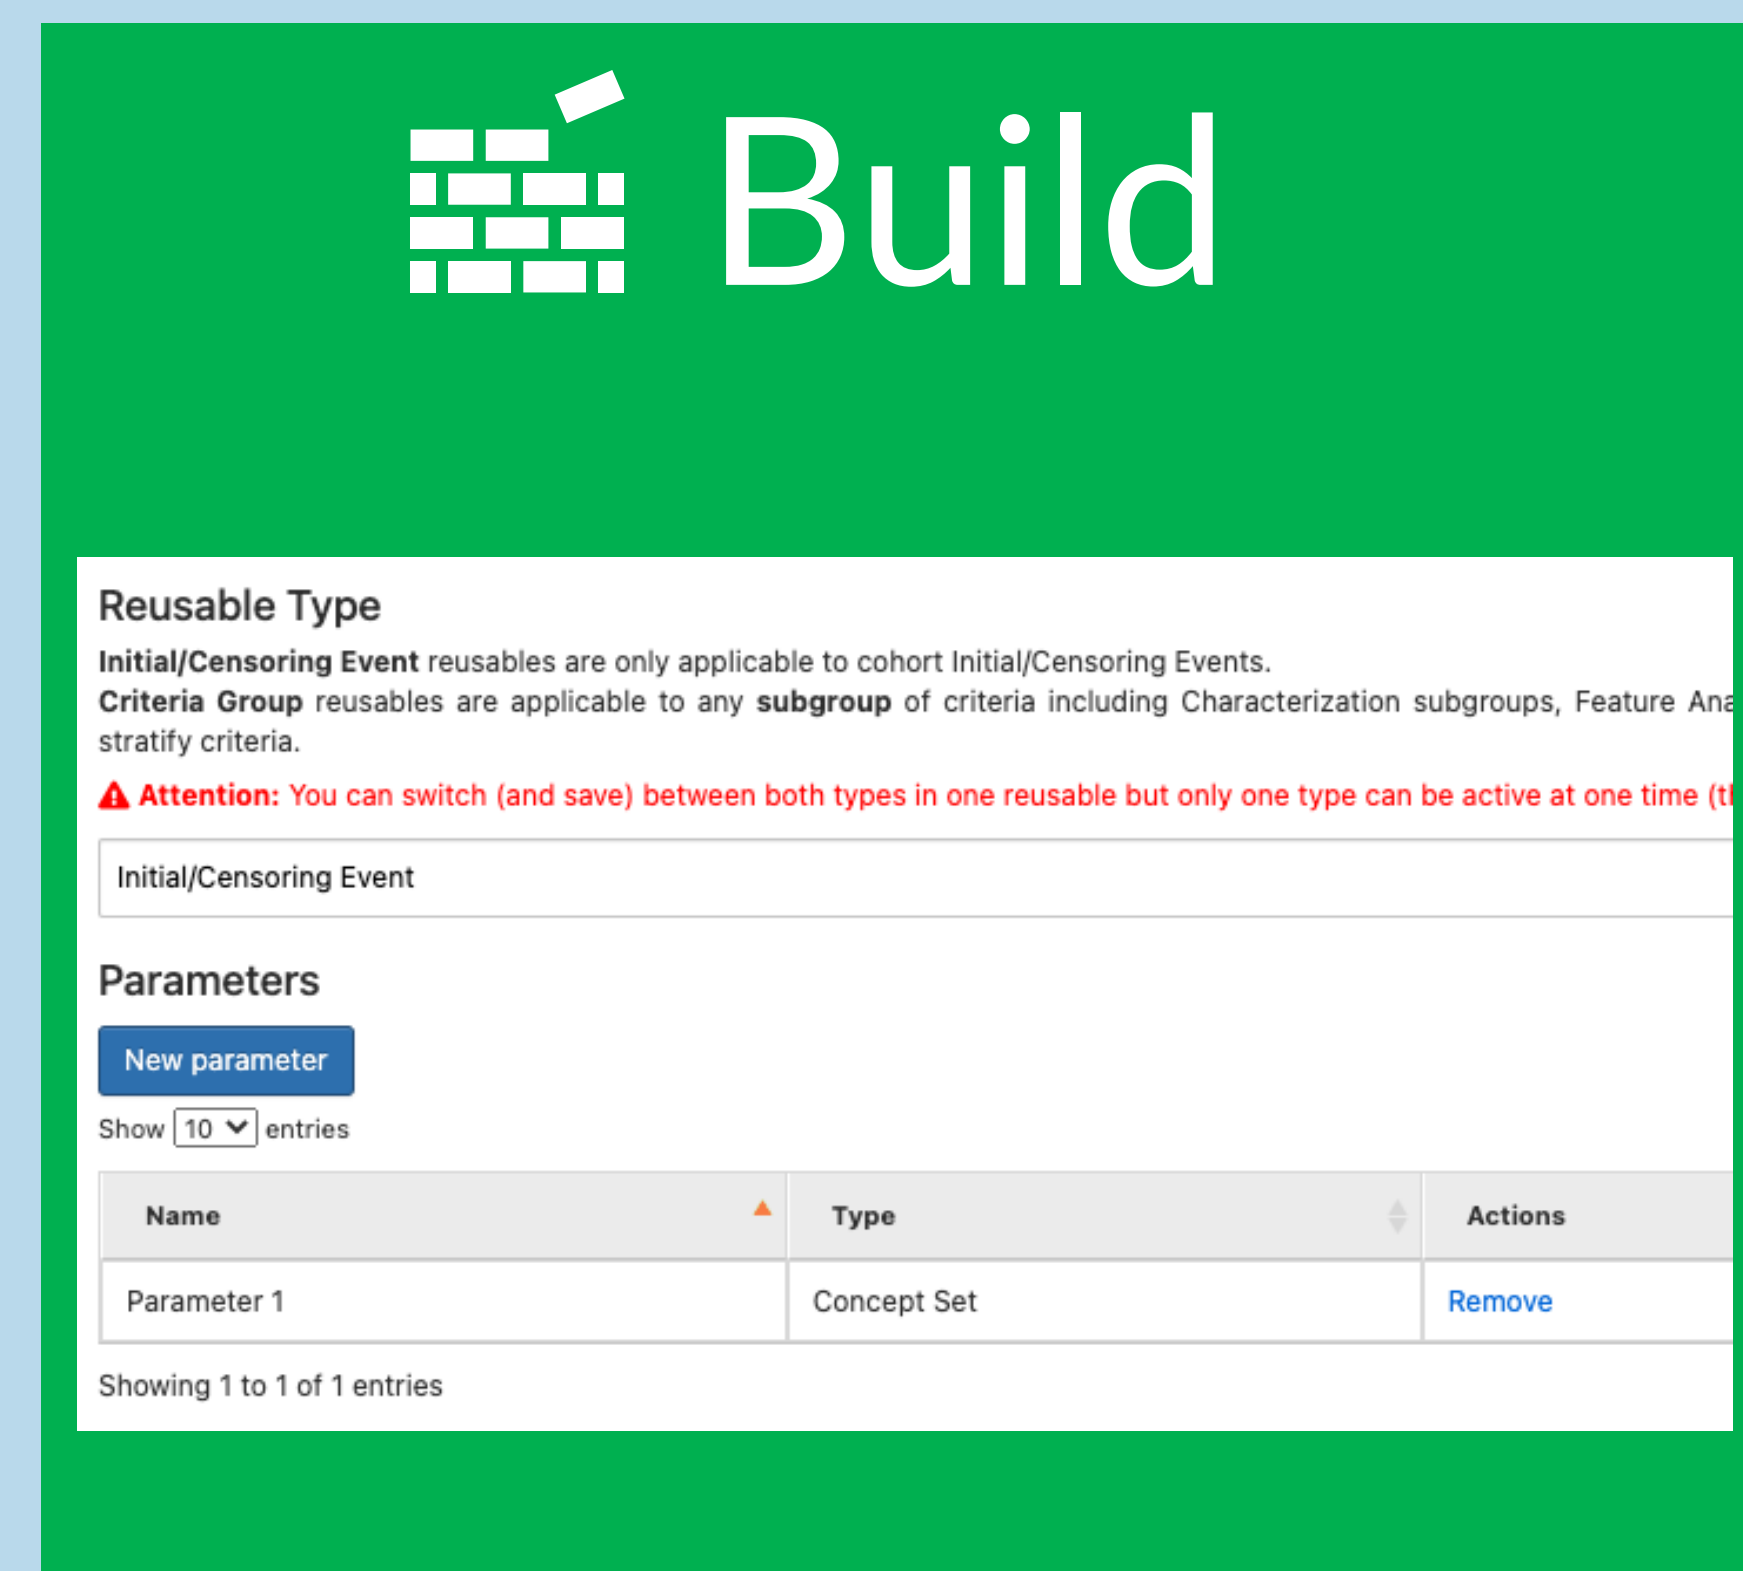 Build
Reusable Type
Initial/Censoring Event reusables are only applicable to cohort Initial/Censoring Events.
Criteria Group reusables are applicable to any subgroup of criteria including Characterization subgroups, Feature
stratify criteria.
Attention: You can switch (and save) between both types in one reusable but only one type can be active at one time
Initial/Censoring Event
Parameters
New parameter
Show 10 entries
Name Type Actions
Parameter 1 Concept Set Remove
Showing 1 to 1 of 1 entries